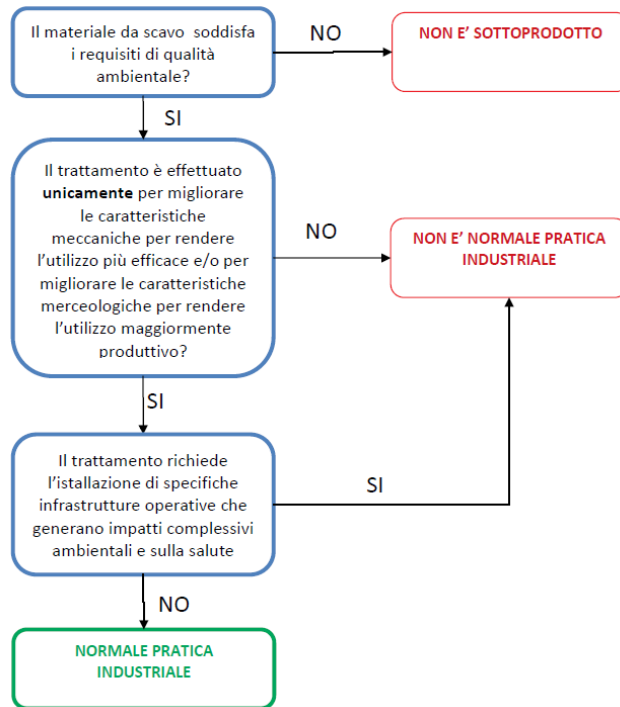 Il materiale da scavo soddisfa
i requisiti di qualità
ambientale?
NO
NON E' SOTTOPRODOTTO
SI
Il trattamento è effettuato
unicamente per migliorare
le caratteristiche
meccaniche per rendere
l'utilizzo più efficace e/o per
migliorare le caratteristiche
merceologiche per rendere
l'utilizzo maggiormente
produttivo?
NO
NON E' NORMALE PRATICA
INDUSTRIALE
SI
Il trattamento richiede
l'istallazione di specifiche
infrastrutture operative che
generano impatti complessivi
ambientali e sulla salute
SI
NO
NORMALE PRATICA
INDUSTRIALE